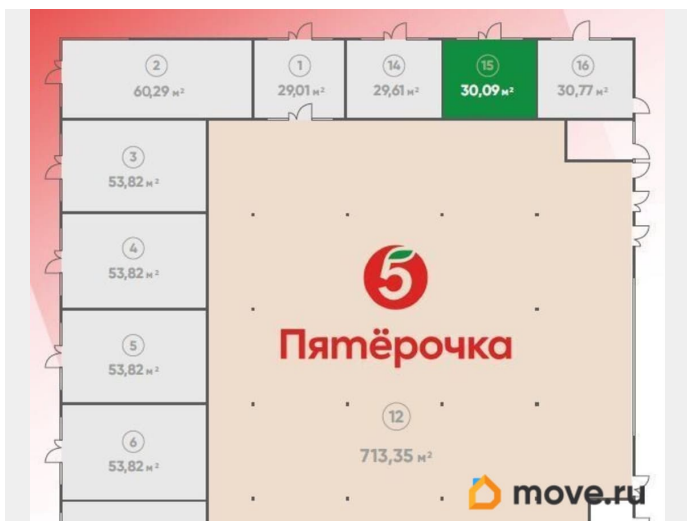 2
60,29 м²
1
29,01 м²
14
29,61 м²
15
30,09 м²
16
30,77 м²
3
53,82 м²
4
53,82 м²
5
53,82 м²
6
53,82 м²
5
Пятёрочка
12
713,35 м²
move.ru